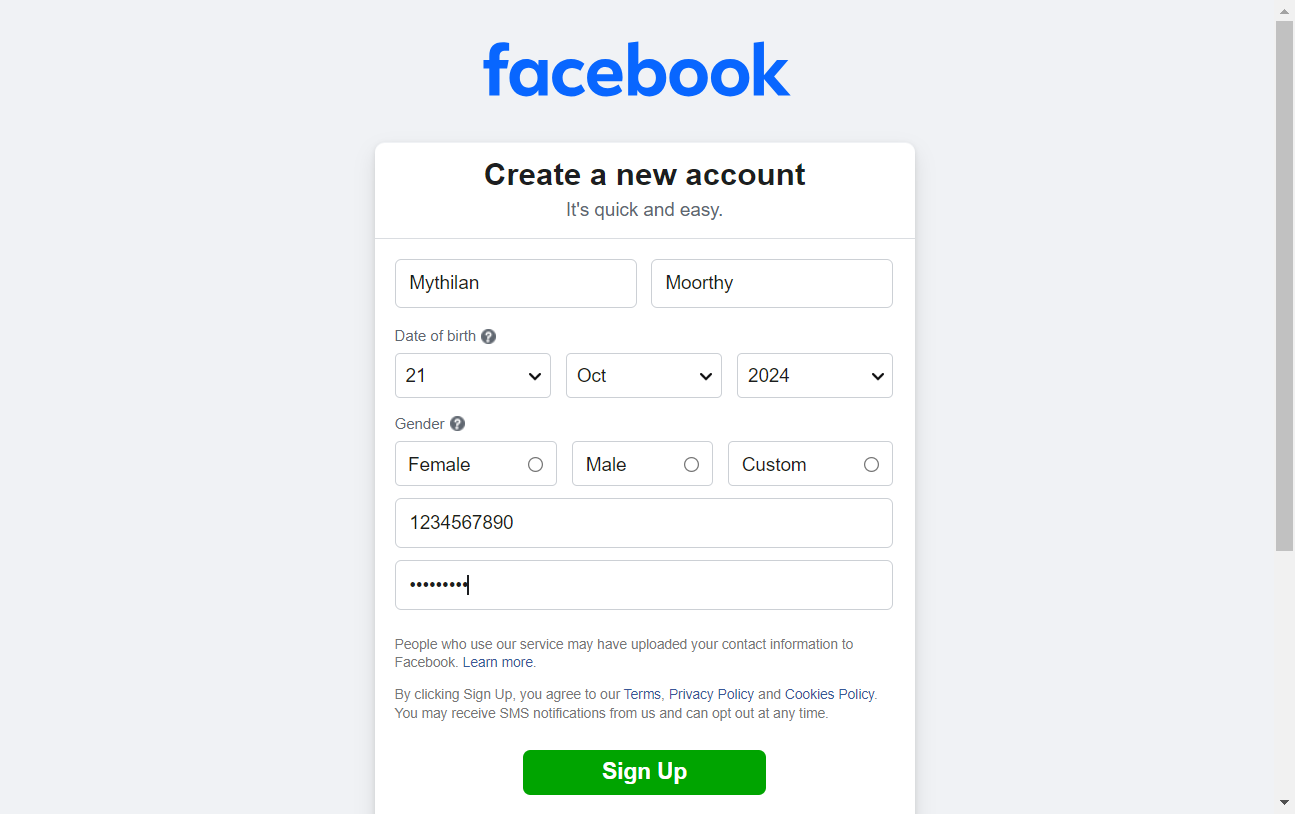 facebook
Create a new account
It's quick and easy.
Mythilan Moorthy
Date of birth ?
21 Oct 2024
Gender ?
Female Male Custom
1234567890
•••••••••
People who use our service may have uploaded your contact information to
Facebook. Learn more.
By clicking Sign Up, you agree to our Terms, Privacy Policy and Cookies Policy.
You may receive SMS notifications from us and can opt out at any time.
Sign Up